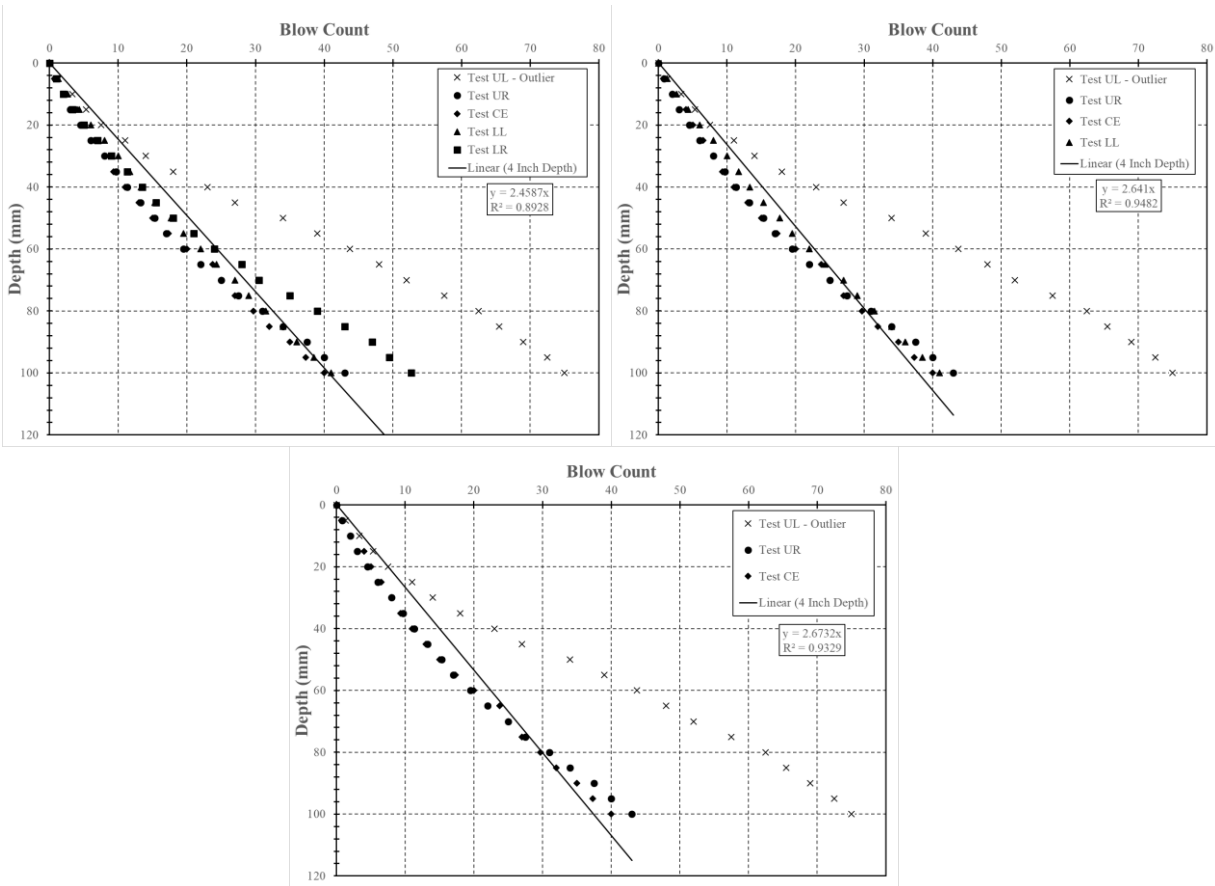 Blow Count
0 10 20 30 40 50 60 70 80
0
20
40
60
80
100
120
Depth (mm)
Test UL - Outlier
Test UR
Test CE
Test LL
Test LR
Linear (4 Inch Depth)
y = 2.4587x
R² = 0.8928
Blow Count
0 10 20 30 40 50 60 70 80
0
20
40
60
80
100
120
Depth (mm)
Test UL - Outlier
Test UR
Test CE
Test LL
Linear (4 Inch Depth)
y = 2.641x
R² = 0.9482
Blow Count
0 10 20 30 40 50 60 70 80
0
20
40
60
80
100
120
Depth (mm)
Test UL - Outlier
Test UR
Test CE
Linear (4 Inch Depth)
y = 2.6732x
R² = 0.9329